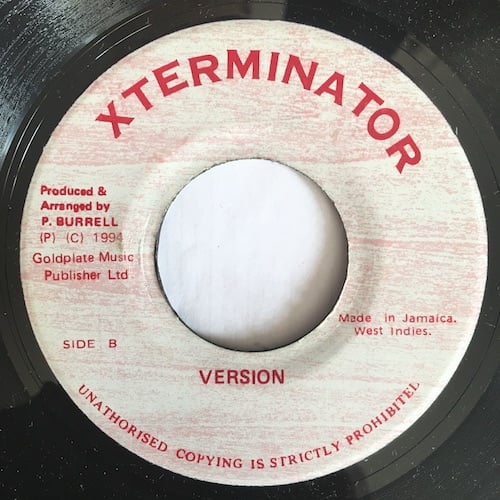 XTERMINATOR
Produced &
Arranged by
P. BURRELL
(P) (C) 1994
Goldplate Music
Publisher Ltd
Made in Jamaica.
West Indies.
SIDE B
VERSION
UNATHORISED COPYING IS STRICTLY PROHIBITEL